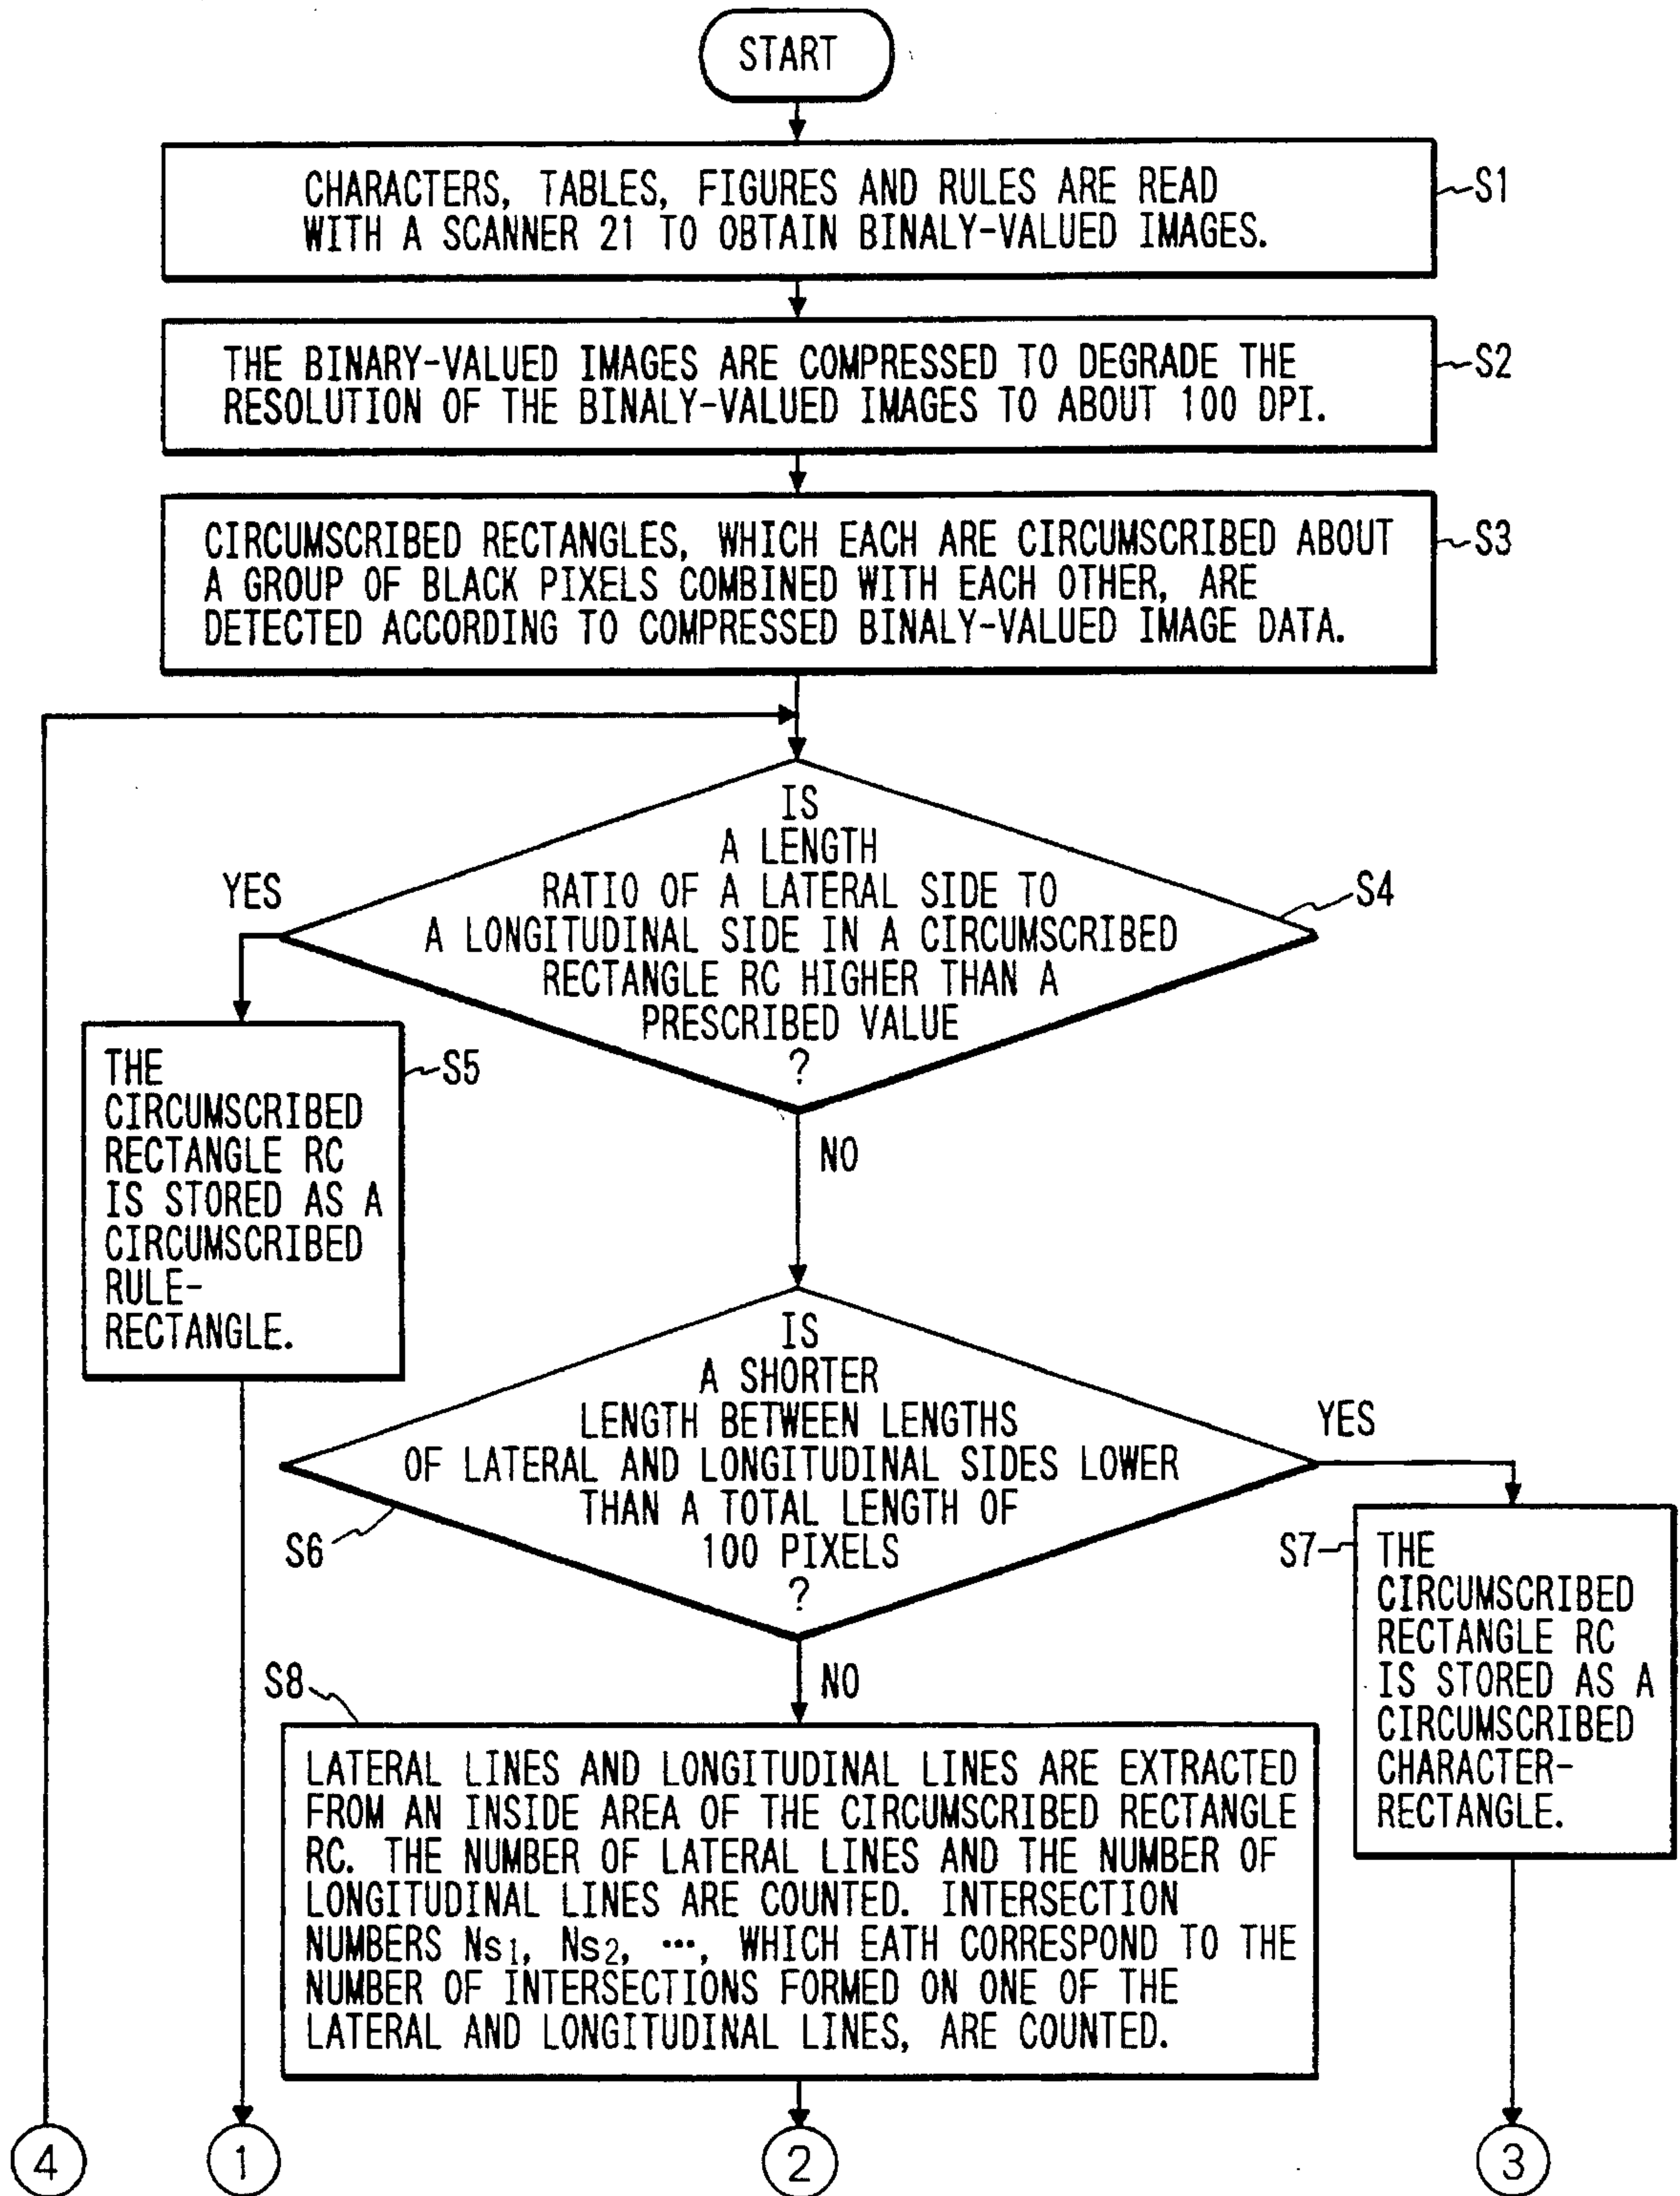 START
CHARACTERS, TABLES, FIGURES AND RULES ARE READ
WITH A SCANNER 21 TO OBTAIN BINALY-VALUED IMAGES.
S1
THE BINARY-VALUED IMAGES ARE COMPRESSED TO DEGRADE THE
RESOLUTION OF THE BINALY-VALUED IMAGES TO ABOUT 100 DPI.
S2
CIRCUMSCRIBED RECTANGLES, WHICH EACH ARE CIRCUMSCRIBED ABOUT
A GROUP OF BLACK PIXELS COMBINED WITH EACH OTHER, ARE
DETECTED ACCORDING TO COMPRESSED BINALY-VALUED IMAGE DATA.
S3
IS
A LENGTH
RATIO OF A LATERAL SIDE TO
A LONGITUDINAL SIDE IN A CIRCUMSCRIBED
RECTANGLE RC HIGHER THAN A
PRESCRIBED VALUE
?
S4
YES
NO
THE
CIRCUMSCRIBED
RECTANGLE RC
IS STORED AS A
CIRCUMSCRIBED
RULE-
RECTANGLE.
S5
IS
A SHORTER
LENGTH BETWEEN LENGTHS
OF LATERAL AND LONGITUDINAL SIDES LOWER
THAN A TOTAL LENGTH OF
100 PIXELS
?
S6
YES
NO
S7
THE
CIRCUMSCRIBED
RECTANGLE RC
IS STORED AS A
CIRCUMSCRIBED
CHARACTER-
RECTANGLE.
S8
LATERAL LINES AND LONGITUDINAL LINES ARE EXTRACTED
FROM AN INSIDE AREA OF THE CIRCUMSCRIBED RECTANGLE
RC. THE NUMBER OF LATERAL LINES AND THE NUMBER OF
LONGITUDINAL LINES ARE COUNTED. INTERSECTION
NUMBERS Ns1, Ns2, ···, WHICH EATH CORRESPOND TO THE
NUMBER OF INTERSECTIONS FORMED ON ONE OF THE
LATERAL AND LONGITUDINAL LINES, ARE COUNTED.
4
1
2
3